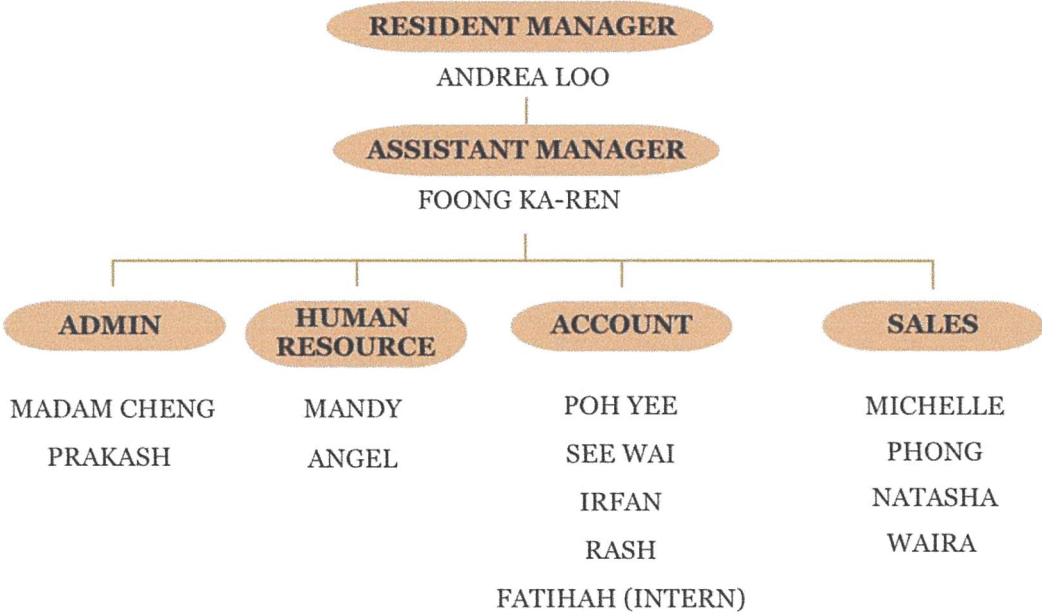 RESIDENT MANAGER
ANDREA LOO
ASSISTANT MANAGER
FOONG KA-REN
ADMIN
MADAM CHENG
PRAKASH
HUMAN
RESOURCE
MANDY
ANGEL
ACCOUNT
POH YEE
SEE WAI
IRFAN
RASH
FATIHAH (INTERN)
SALES
MICHELLE
PHONG
NATASHA
WAIRA